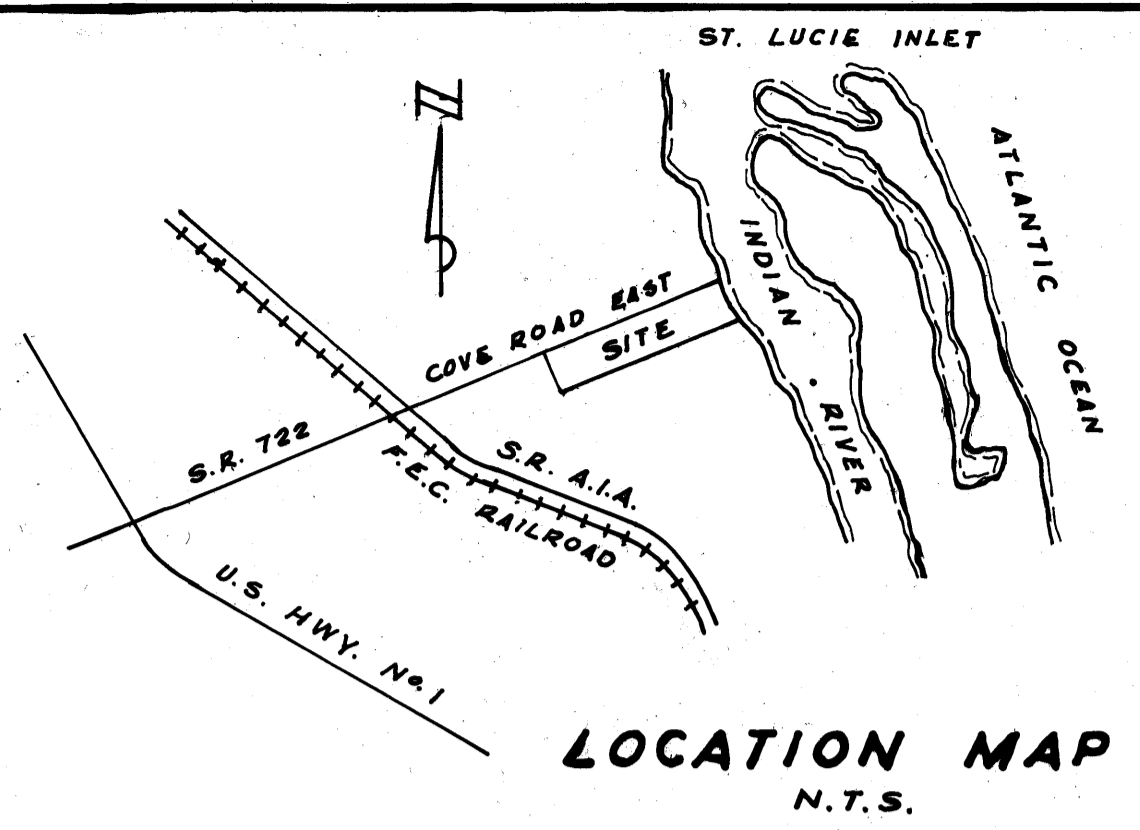 ST. LUCIE INLET
N
ATLANTIC OCEAN
INDIAN RIVER
COVE ROAD EAST
SITE
S.R. 722
S.R. A.I.A.
F.E.C. RAILROAD
U.S. HWY. No. 1
LOCATION MAP
N.T.S.